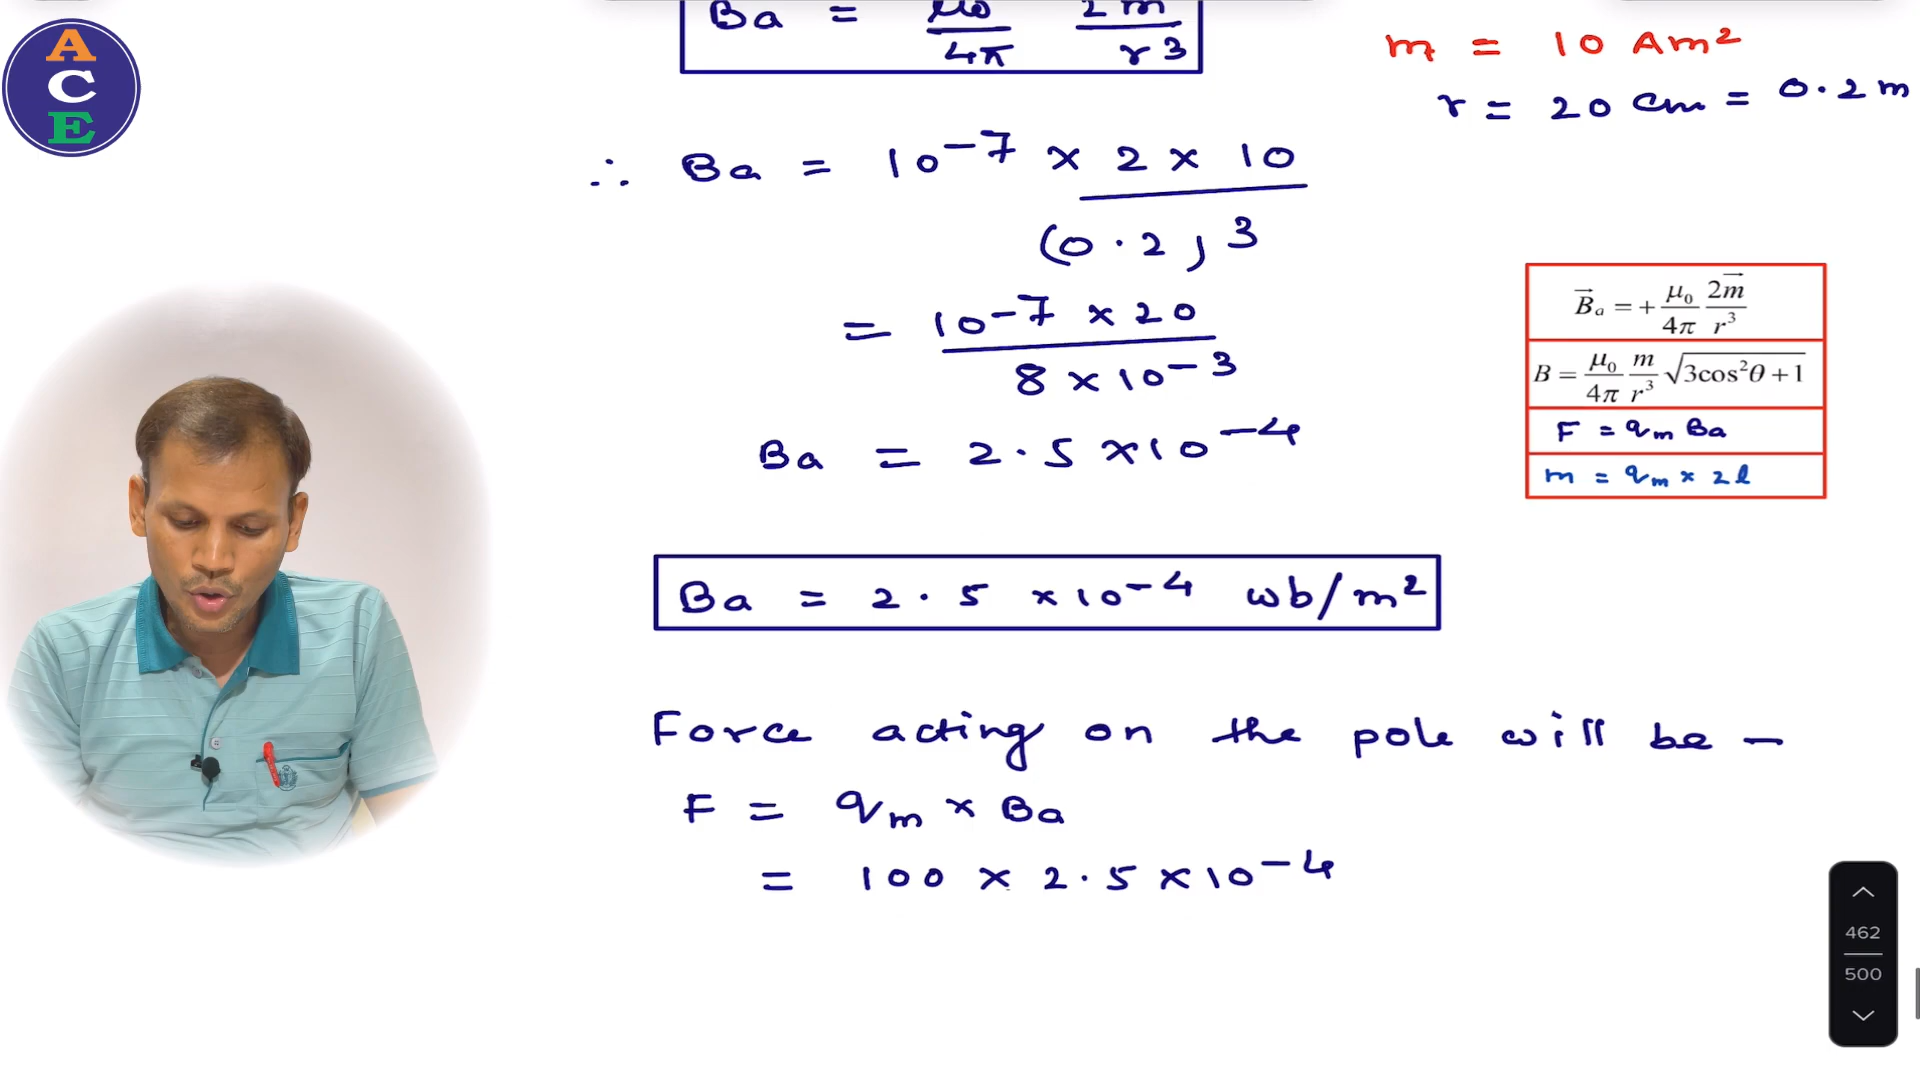 A
C
E
Ba = μ0/4π 2m/r3
m = 10 Am2
r = 20 cm = 0.2 m
∴ Ba = 10-7 × 2 × 10
(0.2)3
= 10-7 × 20
8 × 10-3
Ba = 2.5 × 10-4
Ba = + μ0/4π 2m/r3
B = μ0/4π m/r3 √3cos2θ+1
F = qm Ba
m = qm × 2l
Ba = 2.5 × 10-4 wb/m2
Force acting on the pole will be -
F = qm × Ba
= 100 × 2.5 × 10-4
462
500